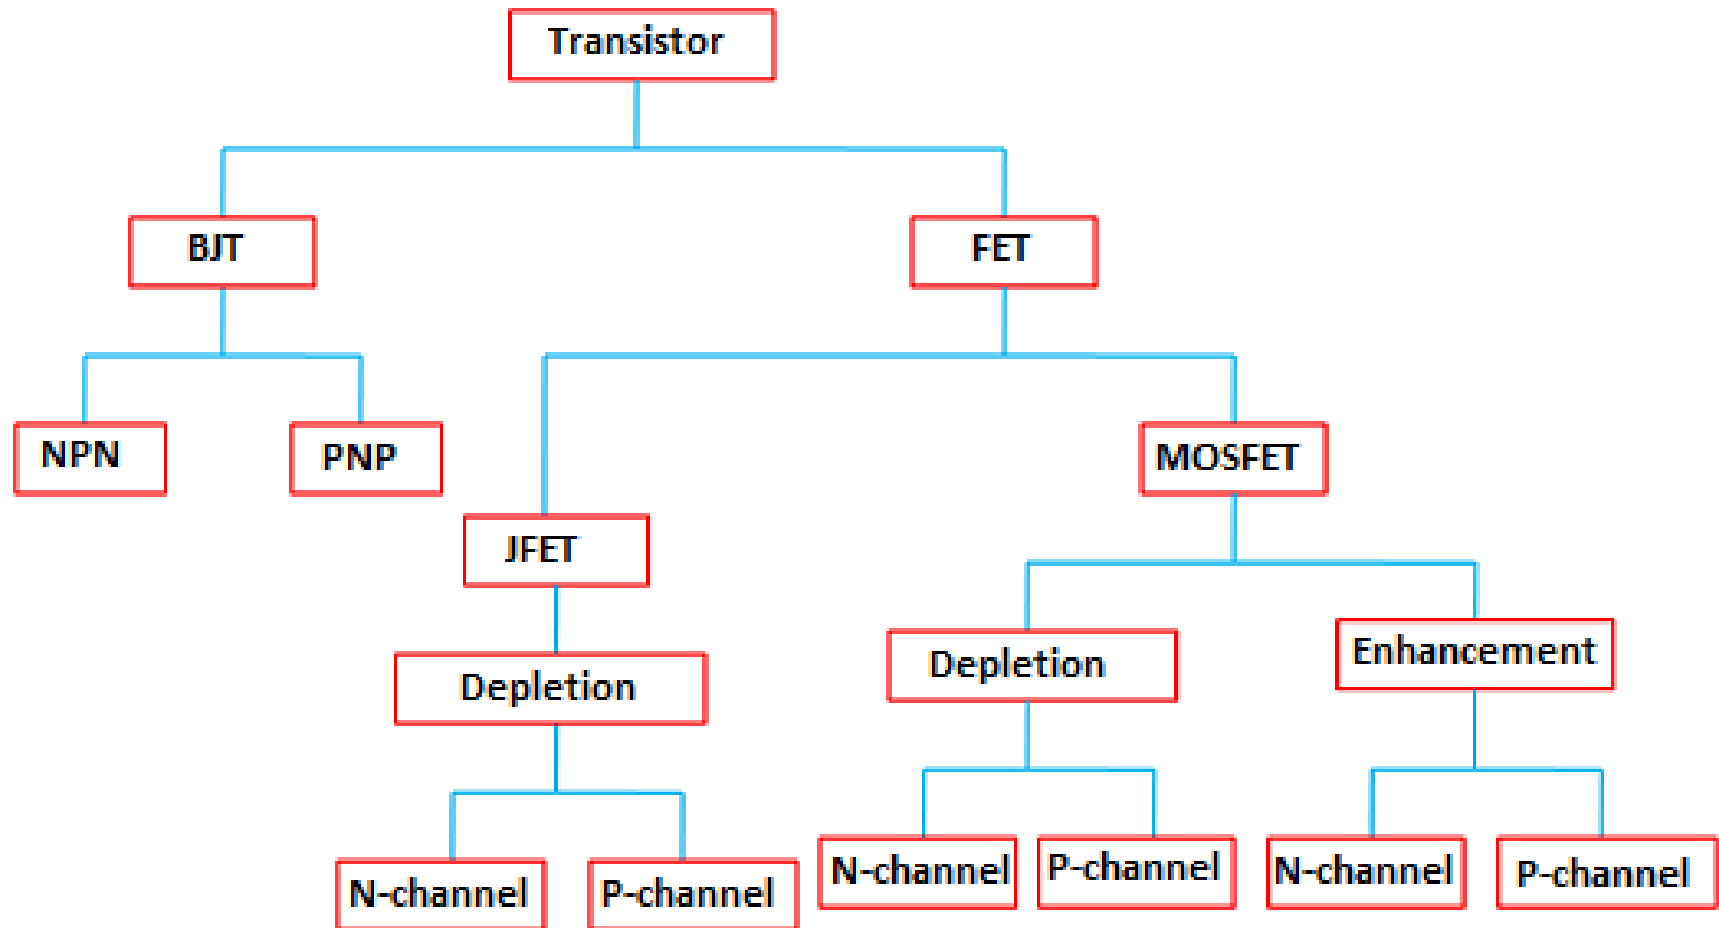 Transistor
BJT
FET
NPN
PNP
MOSFET
JFET
Depletion
Depletion
Enhancement
N-channel
P-channel
N-channel
P-channel
N-channel
P-channel